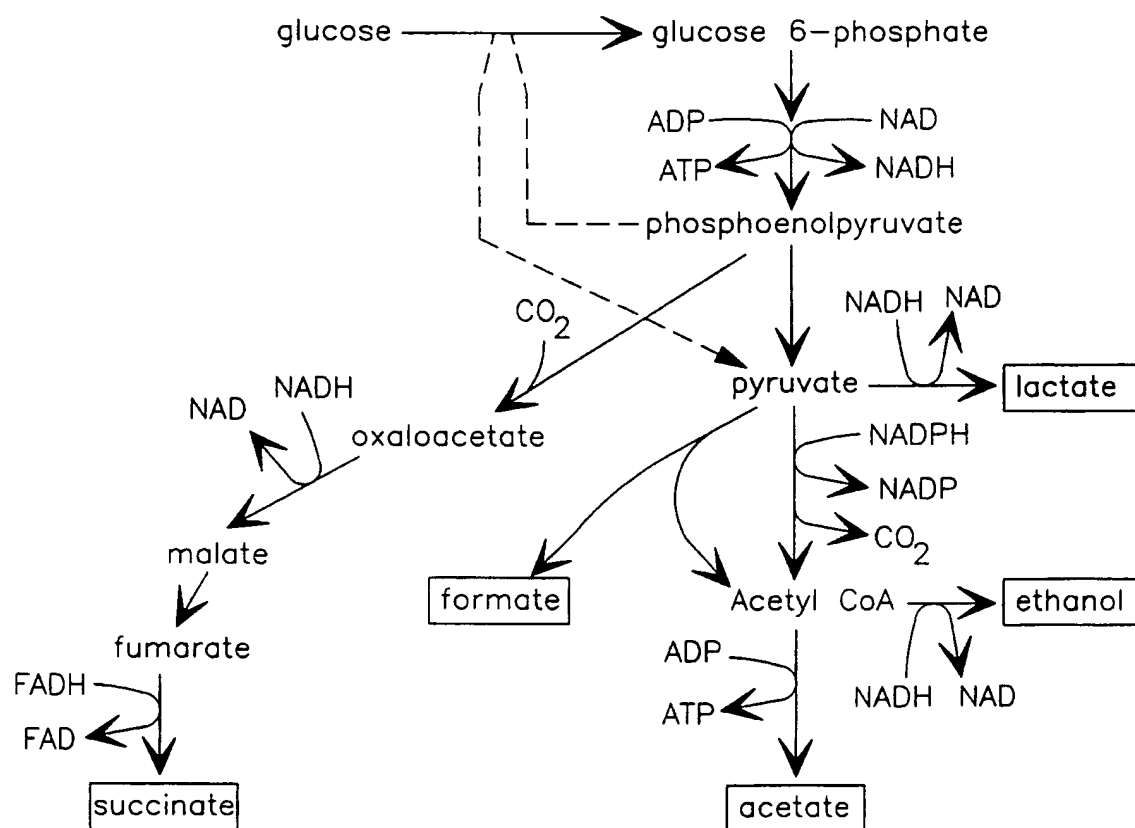 glucose
glucose 6-phosphate
ADP
NAD
ATP
NADH
phosphoenolpyruvate
CO2
NADH
NAD
pyruvate
lactate
NADH
NAD
oxaloacetate
NADPH
NADP
CO2
malate
formate
Acetyl CoA
ethanol
fumarate
ADP
FADH
NADH
NAD
ATP
FAD
succinate
acetate